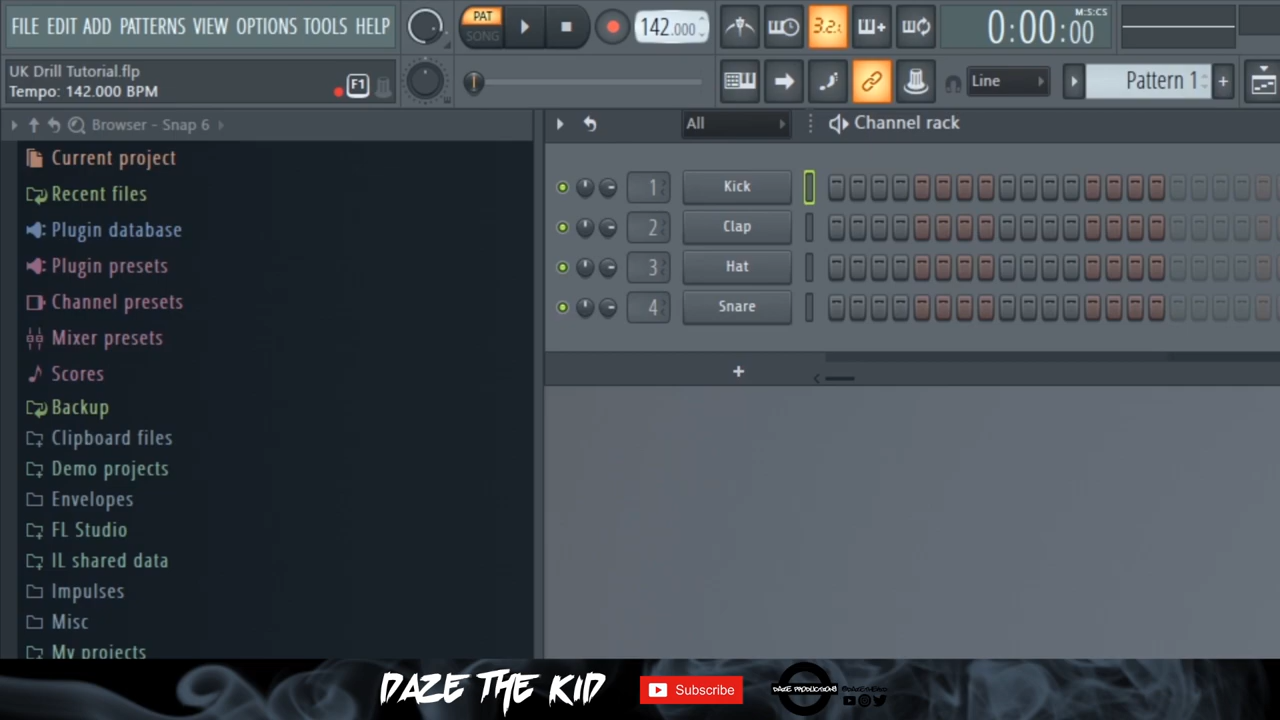 FILE EDIT ADD PATTERNS VIEW OPTIONS TOOLS HELP
PAT
SONG
142.000
3.2.
M:S:CS
0:00:00
UK Drill Tutorial.flp
Tempo: 142.000 BPM
F1
Line
Pattern 1
+
Browser - Snap 6
All
Channel rack
Current project
Recent files
Plugin database
Plugin presets
Channel presets
Mixer presets
Scores
Backup
Clipboard files
Demo projects
Envelopes
FL Studio
IL shared data
Impulses
Misc
My projects
1 Kick
2 Clap
3 Hat
4 Snare
+
DAZE THE KID
Subscribe
DAZE PRODUCTIONS